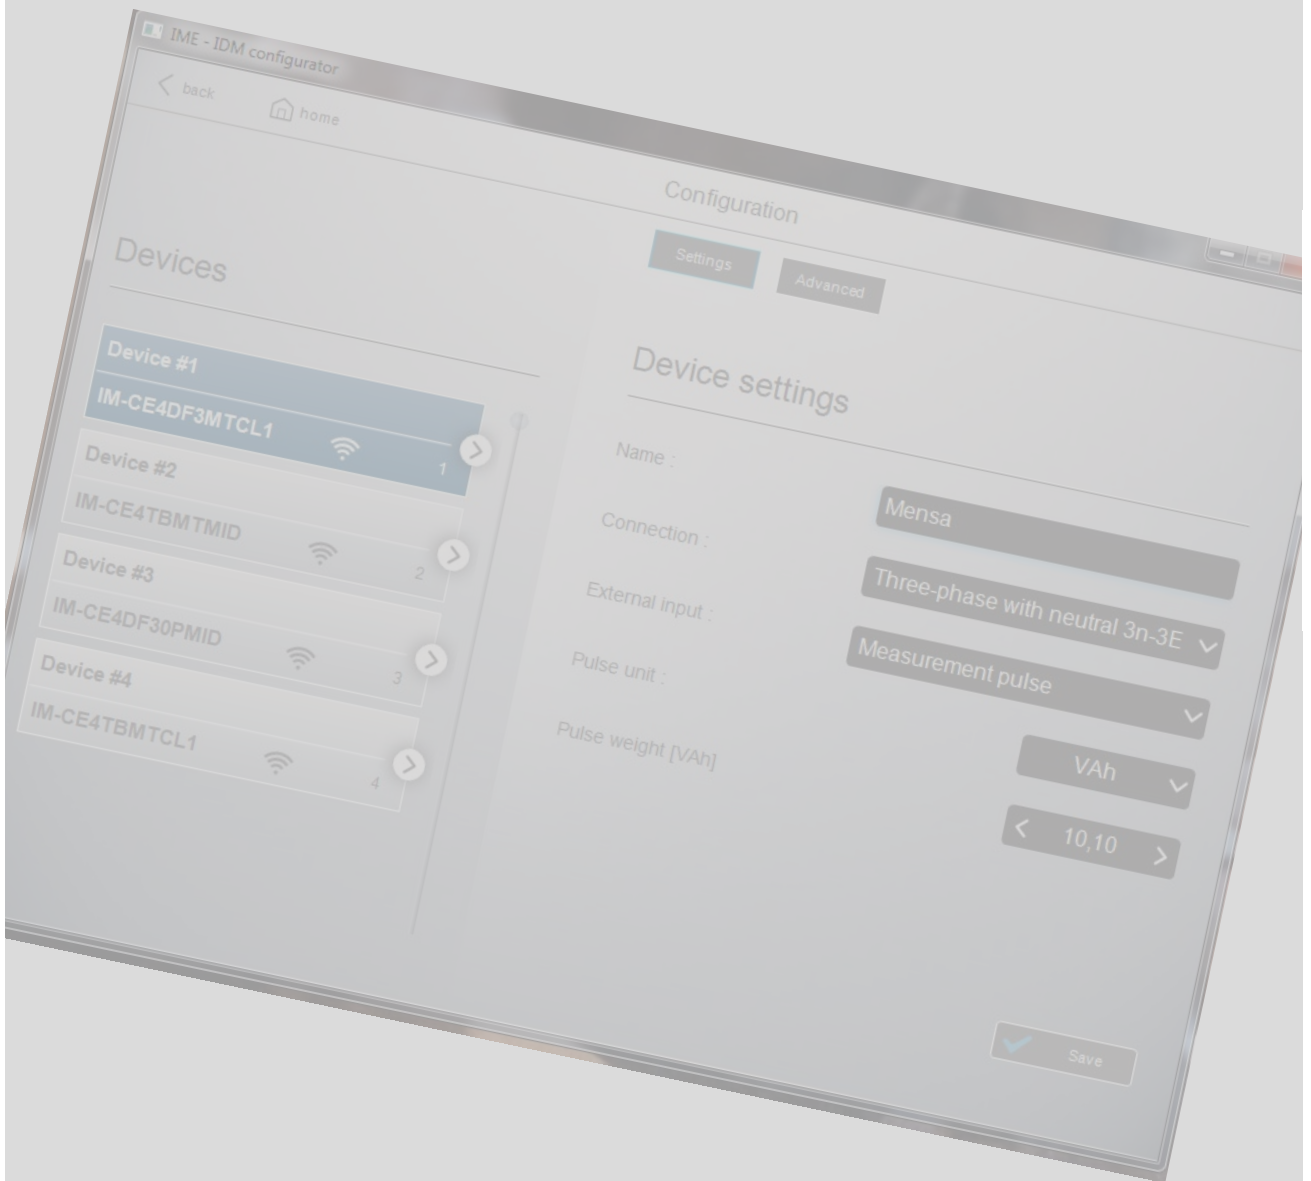 IME - IDM configurator
back
home
Configuration
Settings
Advanced
Devices
Device #1
IM-CE4DF3MTCL1
1
Device #2
IM-CE4TBMTMID
2
Device #3
IM-CE4DF30PMID
3
Device #4
IM-CE4TBMTCL1
4
Device settings
Name : Mensa
Connection : Three-phase with neutral 3n-3E
External input : Measurement pulse
Pulse unit : VAh
Pulse weight [VAh] 10,10
Save